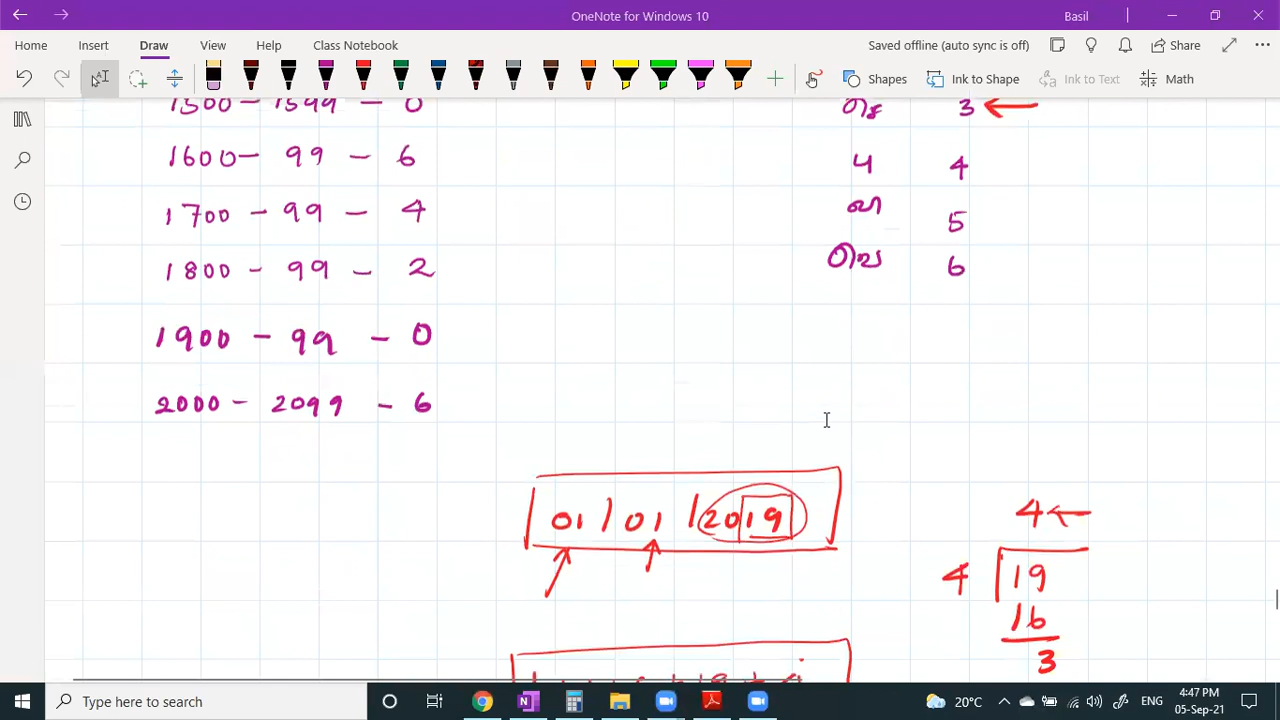 OneNote for Windows 10
Basil
Home Insert Draw View Help Class Notebook
Saved offline (auto sync is off)
Share
Shapes
Ink to Shape
Ink to Text
Math
1500 - 1599 - 0
1600 - 99 - 6
1700 - 99 - 4
1800 - 99 - 2
1900 - 99 - 0
2000 - 2099 - 6
3
4
5
6
01 / 01 / 2019
4
4 19
16
3
Type here to search
20°C
ENG
4:47 PM
05-Sep-21